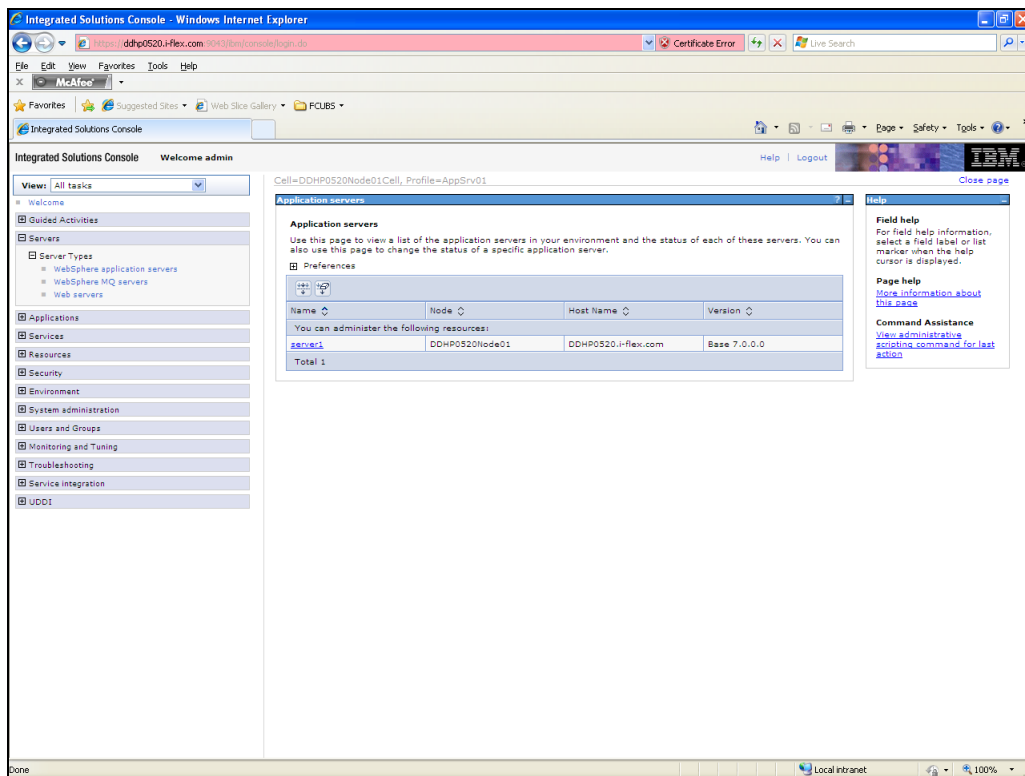 Integrated Solutions Console - Windows Internet Explorer
https://ddhp0520.i-flex.com:9043/ibm/console/login.do
Certificate Error
Live Search
File Edit View Favorites Tools Help
McAfee
Favorites Suggested Sites Web Slice Gallery FCUBS
Integrated Solutions Console
Page Safety Tools
Integrated Solutions Console Welcome admin
Help | Logout
IBM
View: All tasks
Welcome
Guided Activities
Servers
Server Types
WebSphere application servers
WebSphere MQ servers
Web servers
Applications
Services
Resources
Security
Environment
System administration
Users and Groups
Monitoring and Tuning
Troubleshooting
Service integration
UDDI
Cell=DDHP0520Node01Cell, Profile=AppSrv01
Close page
Application servers
Application servers
Use this page to view a list of the application servers in your environment and the status of each of these servers. You can
also use this page to change the status of a specific application server.
Preferences
Name Node Host Name Version
You can administer the following resources:
server1 DDHP0520Node01 DDHP0520.i-flex.com Base 7.0.0.0
Total 1
Help
Field help
For field help information,
select a field label or list
marker when the help
cursor is displayed.
Page help
More information about
this page
Command Assistance
View administrative
scripting command for last
action
Done
Local intranet
100%